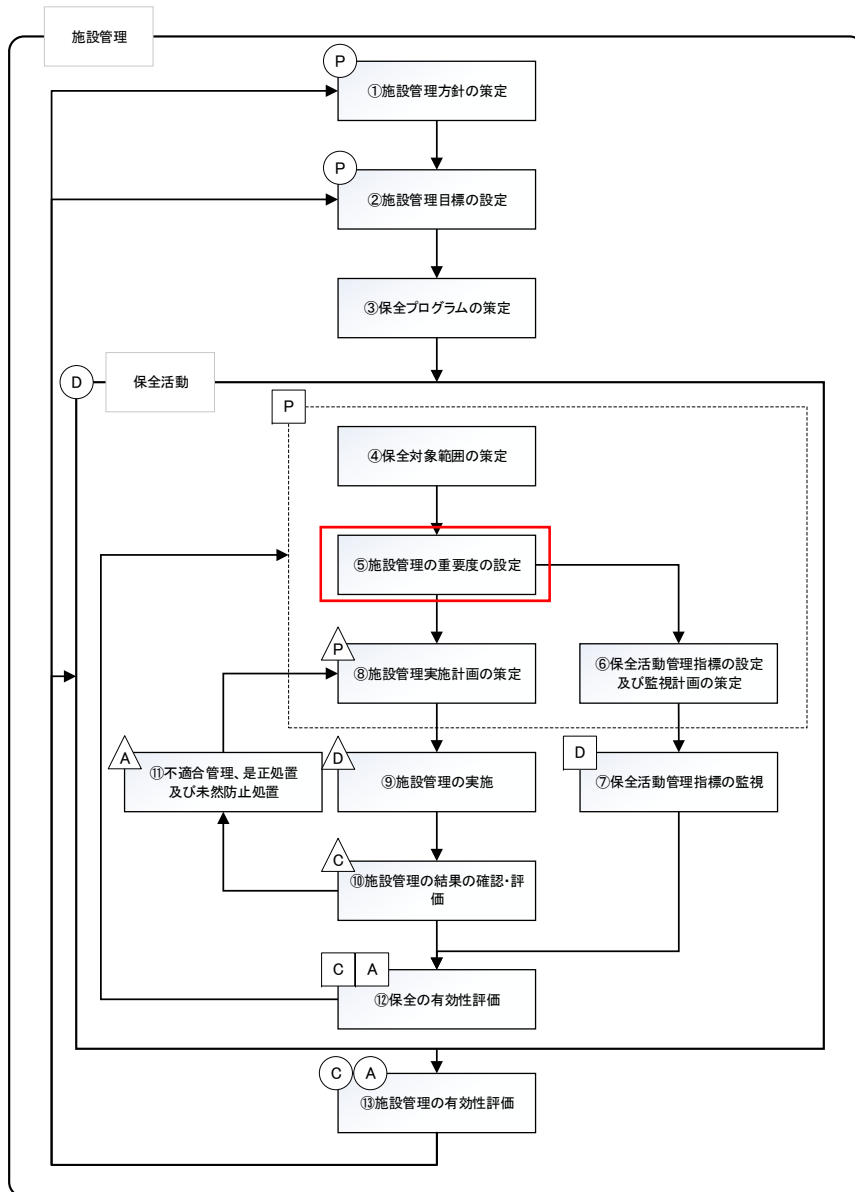 施設管理
P
①施設管理方針の策定
P
②施設管理目標の設定
③保全プログラムの策定
D
保全活動
P
④保全対象範囲の策定
⑤施設管理の重要度の設定
P
⑧施設管理実施計画の策定
⑥保全活動管理指標の設定
及び監視計画の策定
A
⑪不適合管理、是正処置
及び未然防止処置
D
⑨施設管理の実施
D
⑦保全活動管理指標の監視
C
⑩施設管理の結果の確認・評
価
C A
⑫保全の有効性評価
C A
⑬施設管理の有効性評価